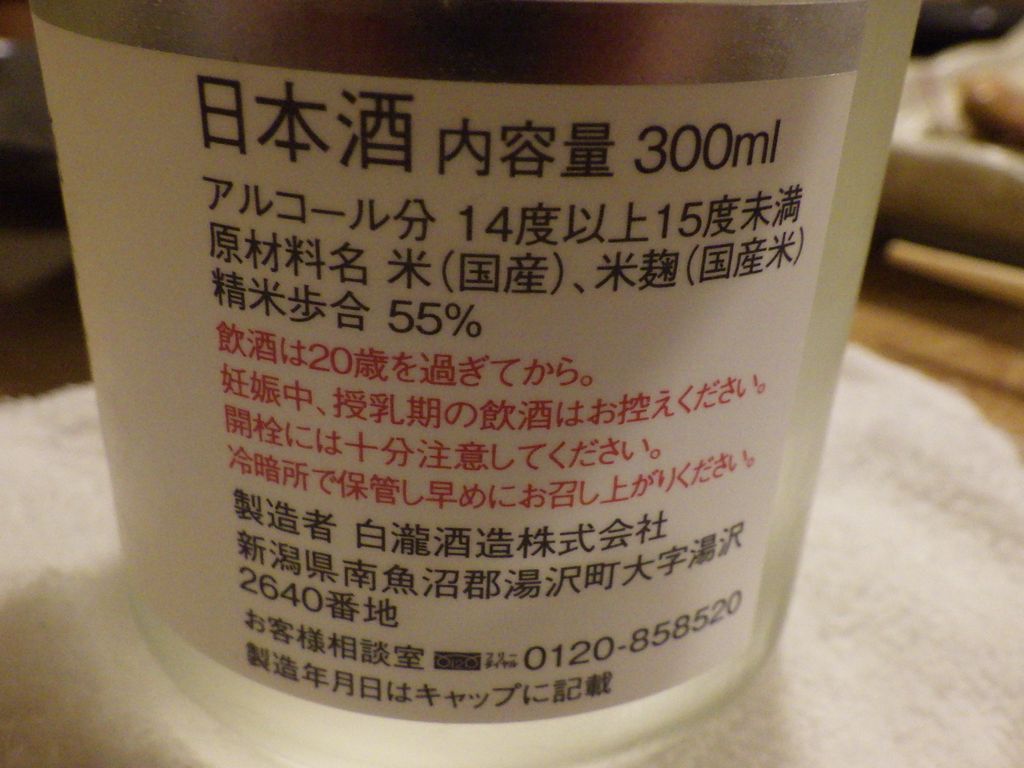 日本酒 内容量 300ml
アルコール分 14度以上15度未満
原材料名 米(国産)、米麹(国産米)
精米歩合 55%
飲酒は20歳を過ぎてから。
妊娠中、授乳期の飲酒はお控えください。
開栓には十分注意してください。
冷暗所で保管し早めにお召し上がりください。
製造者 白瀧酒造株式会社
新潟県南魚沼郡湯沢町大字湯沢
2640番地
お客様相談室 フリーダイヤル 0120-858520
製造年月日はキャップに記載